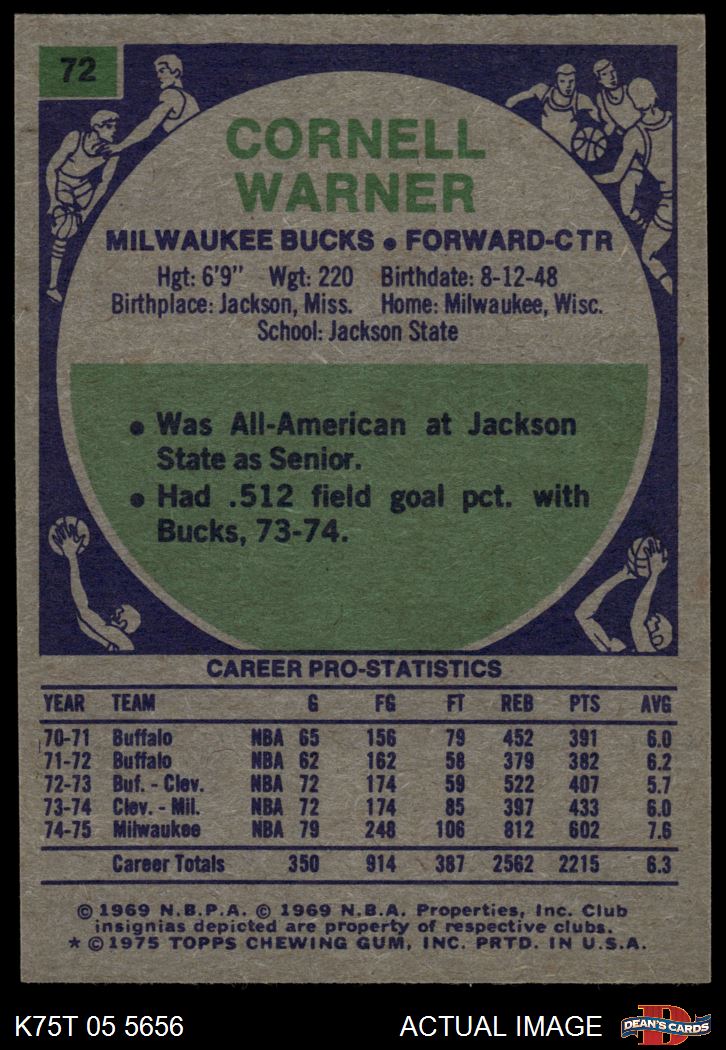 72
CORNELL
WARNER
MILWAUKEE BUCKS • FORWARD-CTR
Hgt: 6'9" Wgt: 220 Birthdate: 8-12-48
Birthplace: Jackson, Miss. Home: Milwaukee, Wisc.
School: Jackson State
• Was All-American at Jackson
State as Senior.
• Had .512 field goal pct. with
Bucks, 73-74.
CAREER PRO-STATISTICS
YEAR TEAM G FG FT REB PTS AVG
70-71 Buffalo NBA 65 156 79 452 391 6.0
71-72 Buffalo NBA 62 162 58 379 382 6.2
72-73 Buf. - Clev. NBA 72 174 59 522 407 5.7
73-74 Clev. - Mil. NBA 72 174 85 397 433 6.0
74-75 Milwaukee NBA 79 248 106 812 602 7.6
Career Totals 350 914 387 2562 2215 6.3
© 1969 N.B.P.A. © 1969 N.B.A. Properties, Inc. Club
insignias depicted are property of respective clubs.
* © 1975 TOPPS CHEWING GUM, INC. PRTD. IN U.S.A.
K75T 05 5656 ACTUAL IMAGE D DEAN'S CARDS